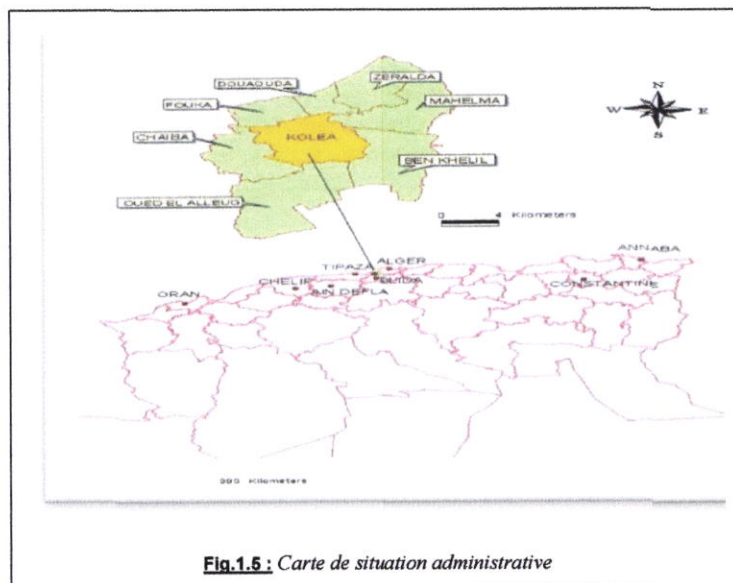 ZERALDA
DOUAOUDA
FOUKA
MAHELMA
N
W E
S
CHAIBA
KOLEA
BEN KHELIL
OUED EL ALLEUG
0 4 Kilometers
ANNABA
ALGER
TIPAZA
CHELIF
BLIDA
CONSTANTINE
AIN DEFLA
ORAN
Kilometers
Fig.1.5 : Carte de situation administrative